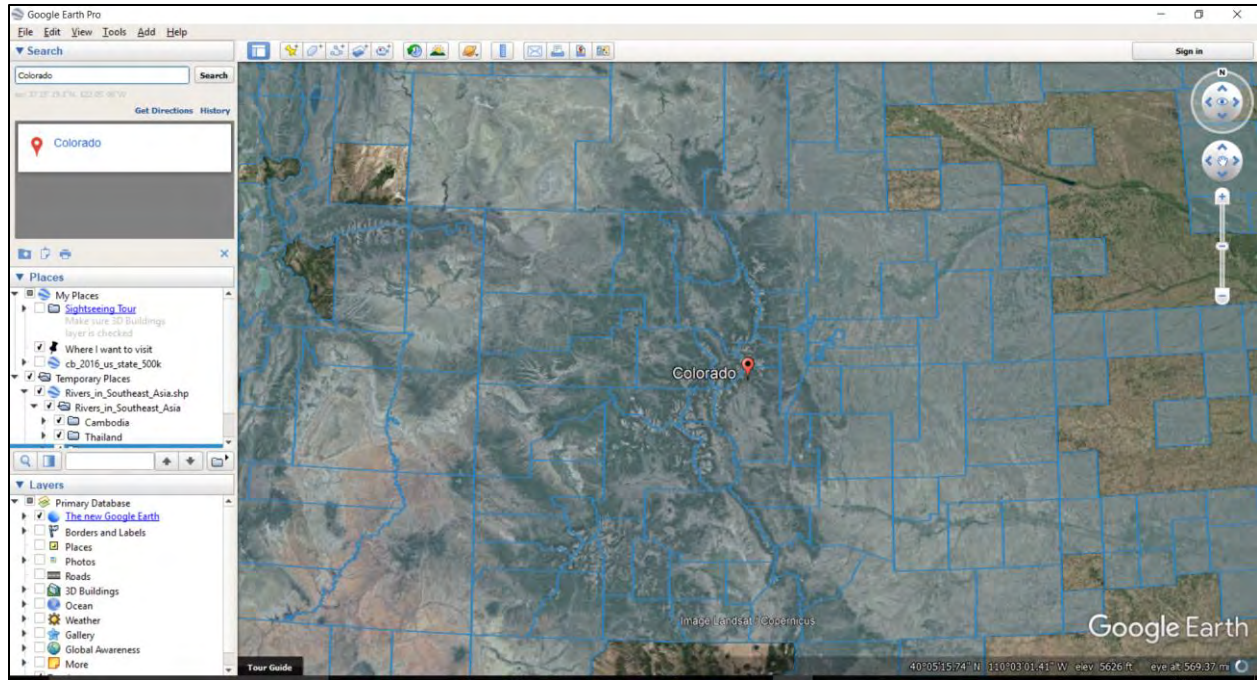 Google Earth Pro
File Edit View Tools Add Help
Search
Sign in
Colorado
Search
Get Directions History
Colorado
N
Places
My Places
Sightseeing Tour
Make sure 3D Buildings
layer is checked
Where I want to visit
cb_2016_us_state_500k
Temporary Places
Rivers_in_Southeast_Asia.shp
Rivers_in_Southeast_Asia
Cambodia
Thailand
Layers
Primary Database
The new Google Earth
Borders and Labels
Places
Photos
Roads
3D Buildings
Ocean
Weather
Gallery
Global Awareness
More
Colorado
Image Landsat / Copernicus
Google Earth
Tour Guide
40°05'15.74" N 110°03'01.41" W elev 5626 ft eye alt 569.37 mi